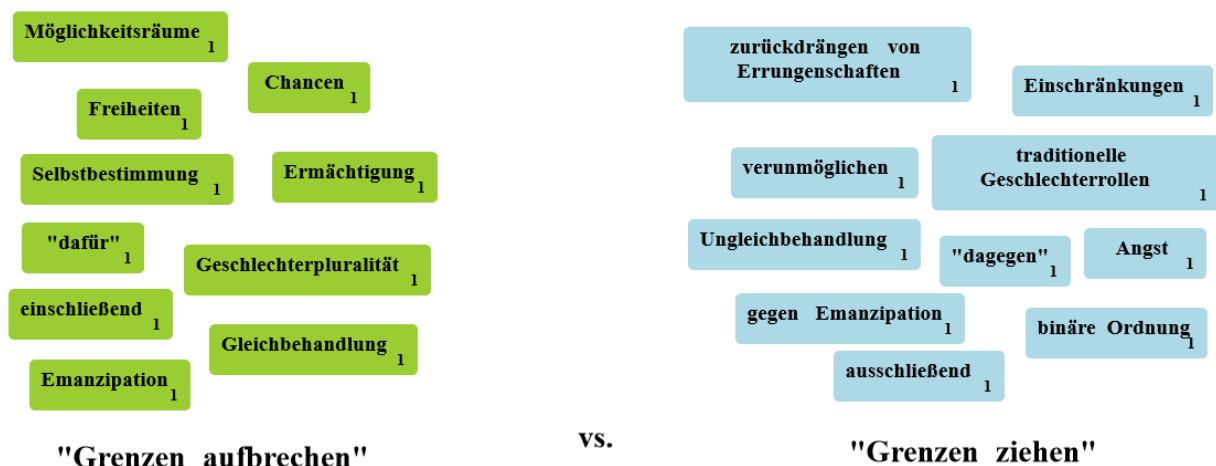 Möglichkeitsräume
1
Chancen
1
Freiheiten
1
Selbstbestimmung
1
Ermächtigung
1
"dafür"
1
Geschlechterpluralität
1
einschließend
1
Gleichbehandlung
1
Emanzipation
1
"Grenzen aufbrechen"
vs.
zurückdrängen von
Errungenschaften
1
Einschränkungen
1
verunmöglichen
1
traditionelle
Geschlechterrollen
1
Ungleichbehandlung
1
"dagegen"
1
Angst
1
gegen Emanzipation
1
binäre Ordnung
1
ausschließend
1
"Grenzen ziehen"